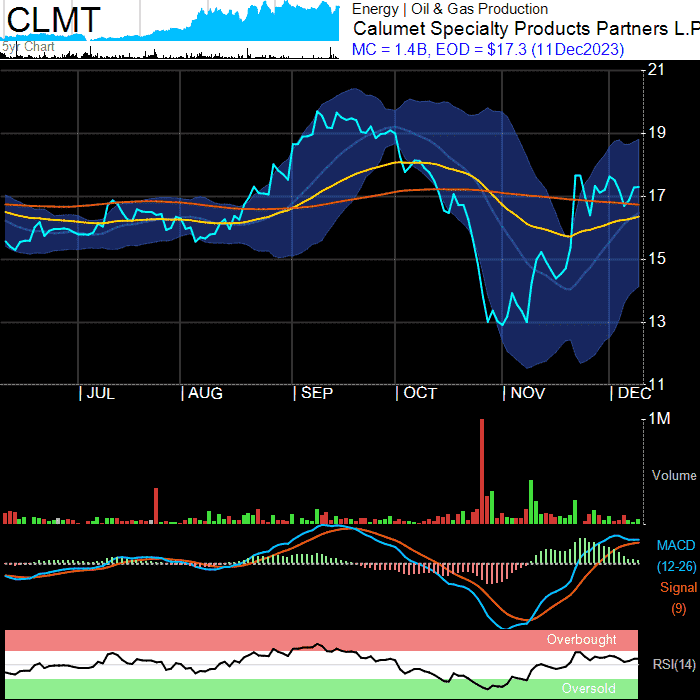 CLMT
5yr Chart
Energy | Oil & Gas Production
Calumet Specialty Products Partners L.P
MC = 1.4B, EOD = $17.3 (11Dec2023)
21
19
17
15
13
11
| JUL | AUG | SEP | OCT | NOV | DEC
1M
Volume
MACD
(12-26)
Signal
(9)
Overbought
RSI(14)
Oversold